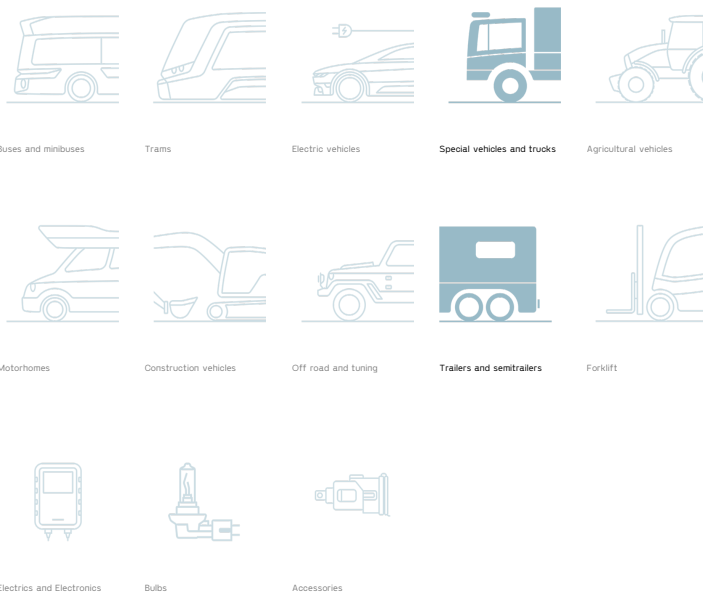 Buses and minibuses
Trams
Electric vehicles
Special vehicles and trucks
Agricultural vehicles
Motorhomes
Construction vehicles
Off road and tuning
Trailers and semitrailers
Forklift
Electrics and Electronics
Bulbs
Accessories